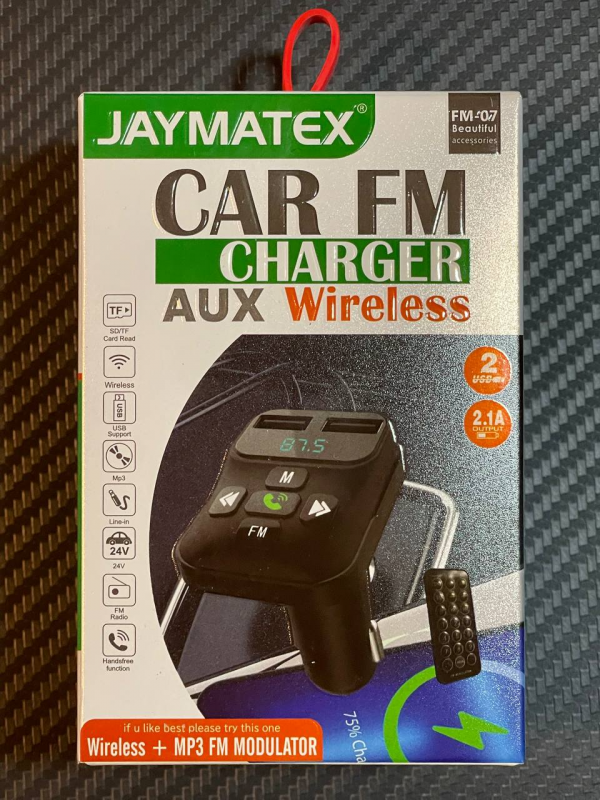 JAYMATEX®
FM-07
Beautiful
accessories
CAR FM
CHARGER
AUX Wireless
TF
SD/TF
Card Read
Wireless
USB
USB
Support
Mp3
Line-in
24V
24V
FM
Radio
Handsfree
function
2
USB
2.1A
OUTPUT
87.5
M
FM
75% Cha
if u like best please try this one
Wireless + MP3 FM MODULATOR